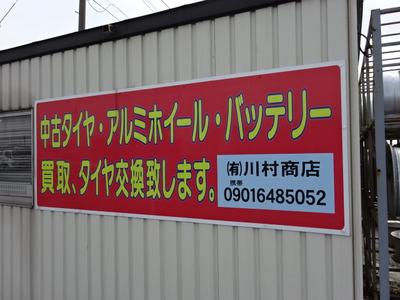 中古タイヤ・アルミホイール・バッテリー
買取、タイヤ交換致します。
㈲川村商店
携帯
09016485052